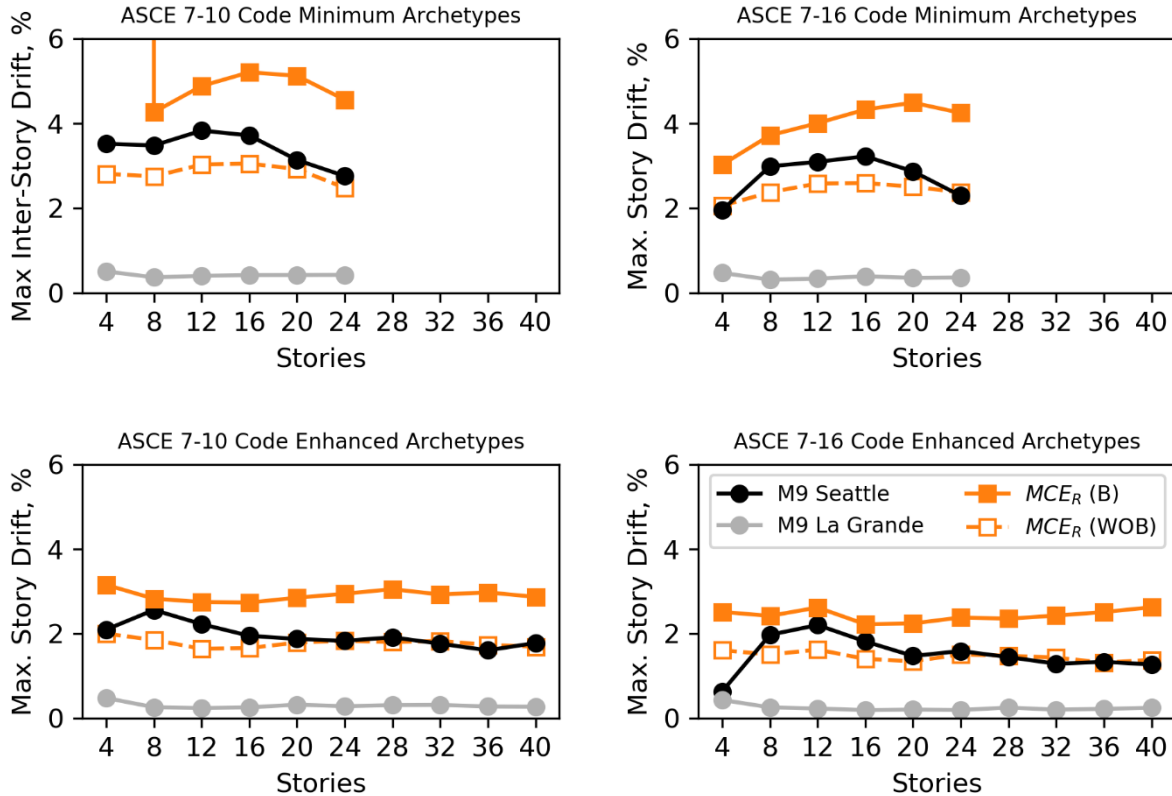 ASCE 7-10 Code Minimum Archetypes
Max Inter-Story Drift, %
6
4
2
0
4 8 12 16 20 24 28 32 36 40
Stories
ASCE 7-16 Code Minimum Archetypes
Max. Story Drift, %
6
4
2
0
4 8 12 16 20 24 28 32 36 40
Stories
ASCE 7-10 Code Enhanced Archetypes
Max. Story Drift, %
6
4
2
0
4 8 12 16 20 24 28 32 36 40
Stories
ASCE 7-16 Code Enhanced Archetypes
Max. Story Drift, %
6
4
2
0
M9 Seattle
M9 La Grande
MCE_R (B)
MCE_R (WOB)
4 8 12 16 20 24 28 32 36 40
Stories